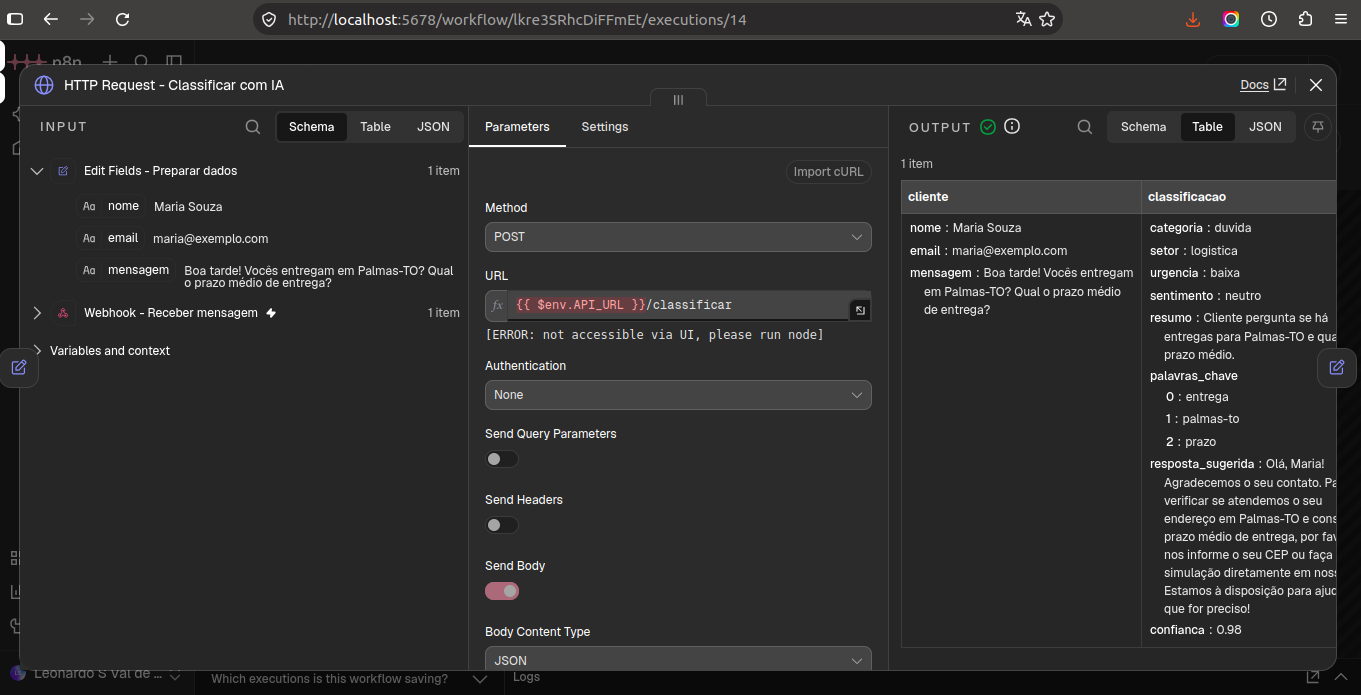 http://localhost:5678/workflow/lkre3SRhcDiFFmEt/executions/14
n8n
HTTP Request - Classificar com IA
Docs
INPUT
Schema
Table
JSON
Edit Fields - Preparar dados
1 item
Aa nome Maria Souza
Aa email maria@exemplo.com
Aa mensagem Boa tarde! Vocês entregam em Palmas-TO? Qual
o prazo médio de entrega?
Webhook - Receber mensagem
1 item
Variables and context
Parameters
Settings
Import cURL
Method
POST
URL
fx {{ $env.API_URL }}/classificar
[ERROR: not accessible via UI, please run node]
Authentication
None
Send Query Parameters
Send Headers
Send Body
Body Content Type
JSON
OUTPUT
Schema
Table
JSON
1 item
cliente
nome : Maria Souza
email : maria@exemplo.com
mensagem : Boa tarde! Vocês entregam
em Palmas-TO? Qual o prazo médio
de entrega?
classificacao
categoria : duvida
setor : logistica
urgencia : baixa
sentimento : neutro
resumo : Cliente pergunta se há
entregas para Palmas-TO e qua
prazo médio.
palavras_chave
0 : entrega
1 : palmas-to
2 : prazo
resposta_sugerida : Olá, Maria!
Agradecemos o seu contato. Pa
verificar se atendemos o seu
endereço em Palmas-TO e cons
prazo médio de entrega, por fav
nos informe o seu CEP ou faça
simulação diretamente em noss
Estamos à disposição para ajud
que for preciso!
confianca : 0.98
Leonardo S Val de ...
Which executions is this workflow saving?
Logs